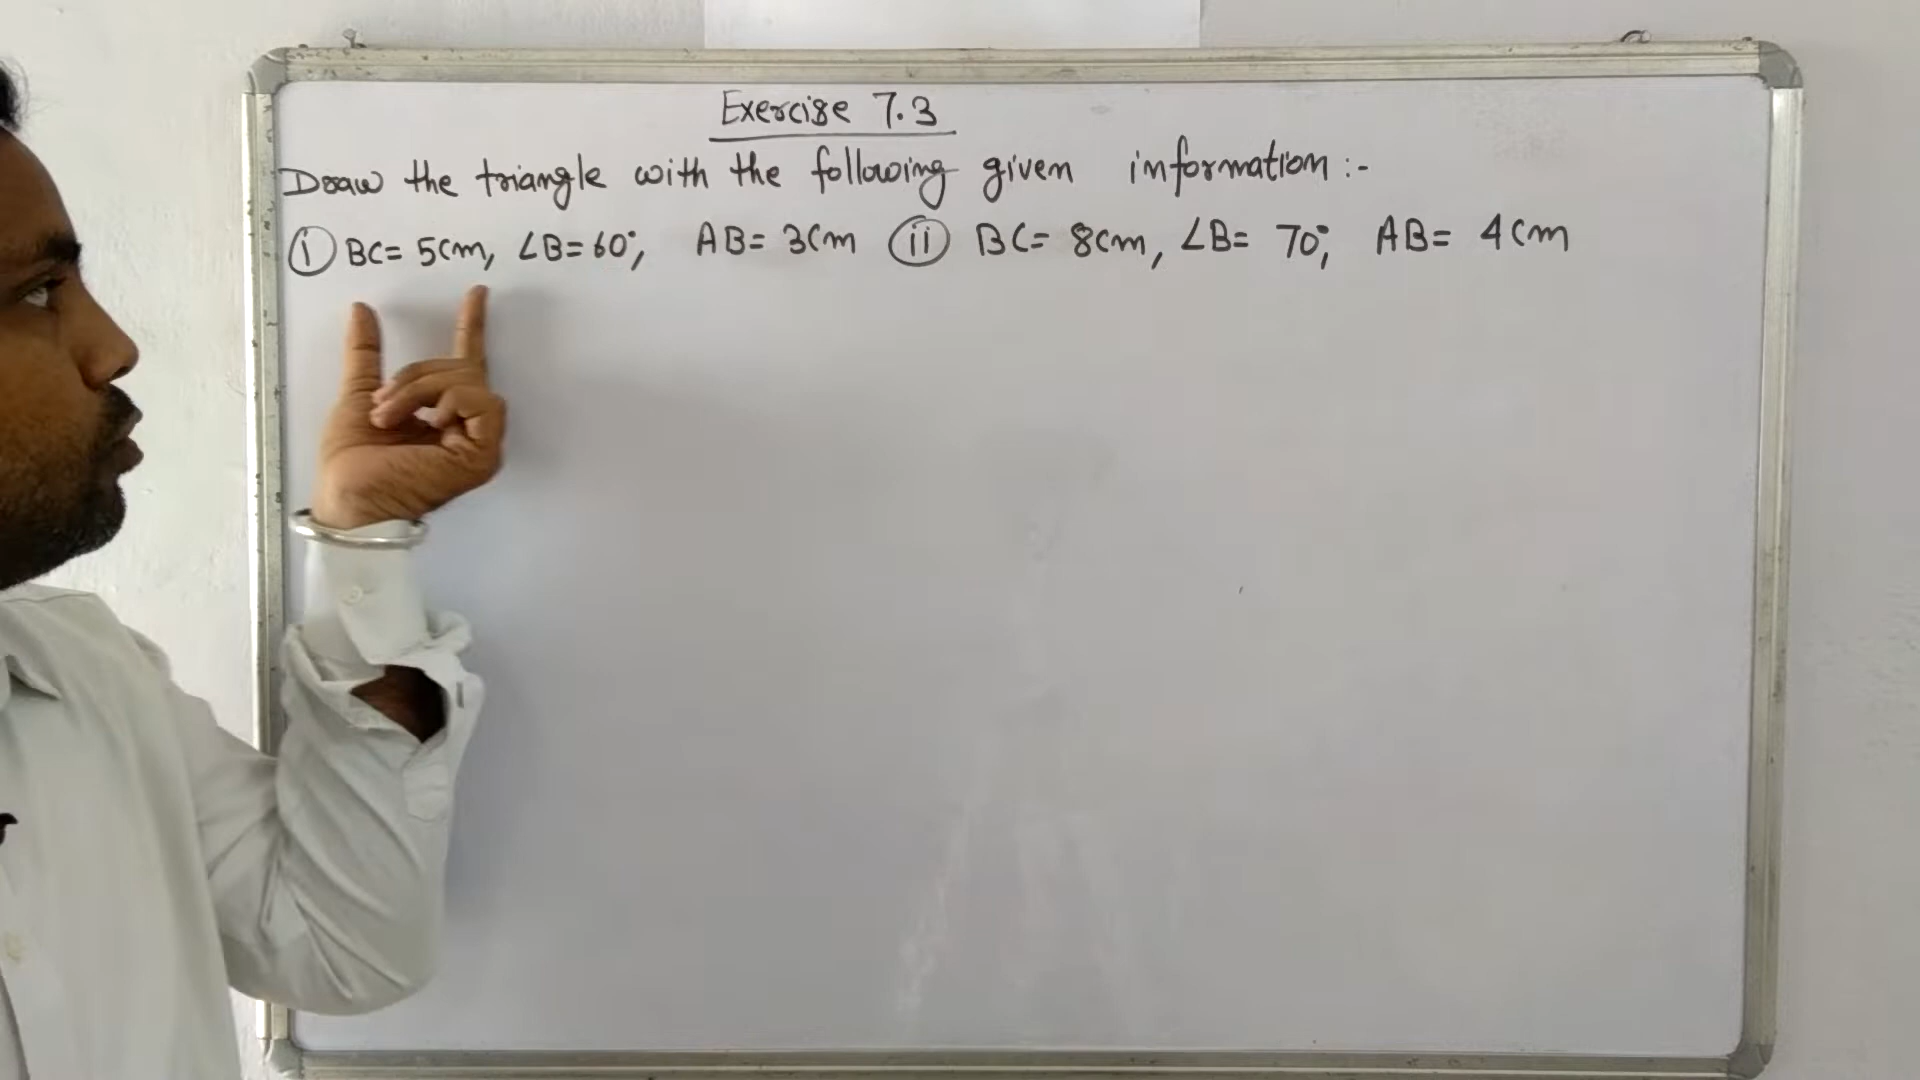 Exercise 7.3
Draw the triangle with the following given information :-
(i) BC= 5cm, ∠B=60°, AB= 3cm (ii) BC= 8cm, ∠B= 70°, AB= 4cm